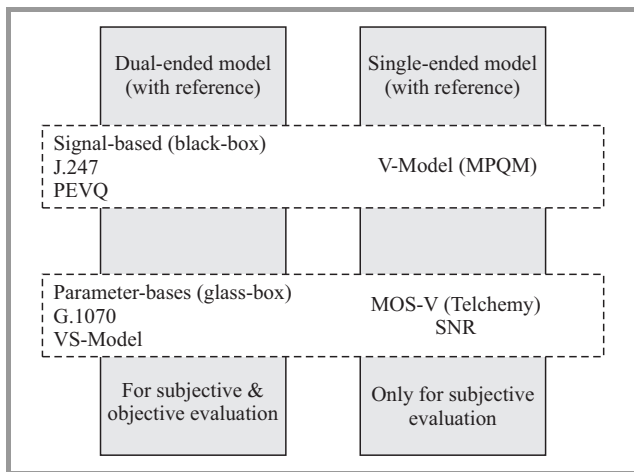 Dual-ended model
(with reference)
Single-ended model
(with reference)
Signal-based (black-box)
J.247
PEVQ
V-Model (MPQM)
Parameter-bases (glass-box)
G.1070
VS-Model
MOS-V (Telchemy)
SNR
For subjective &
objective evaluation
Only for subjective
evaluation